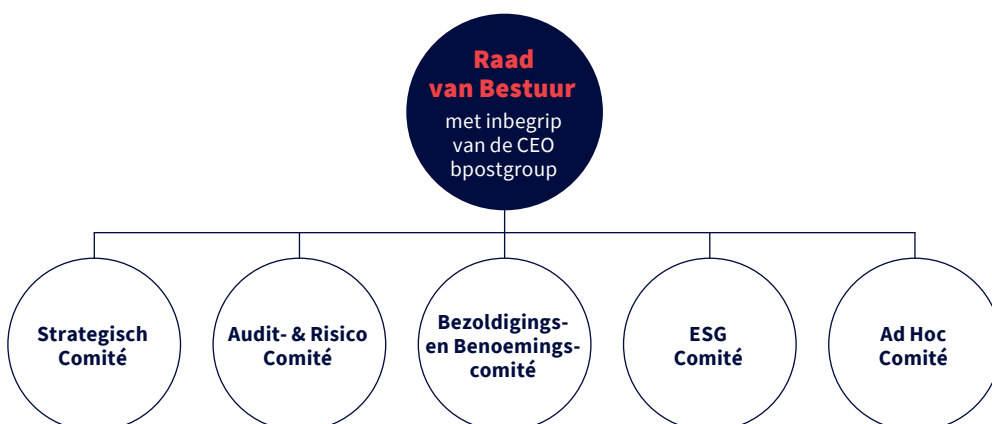 Raad
van Bestuur
met inbegrip
van de CEO
bpostgroup
Strategisch
Comité
Audit- & Risico
Comité
Bezoldigings-
en Benoemings-
comité
ESG
Comité
Ad Hoc
Comité